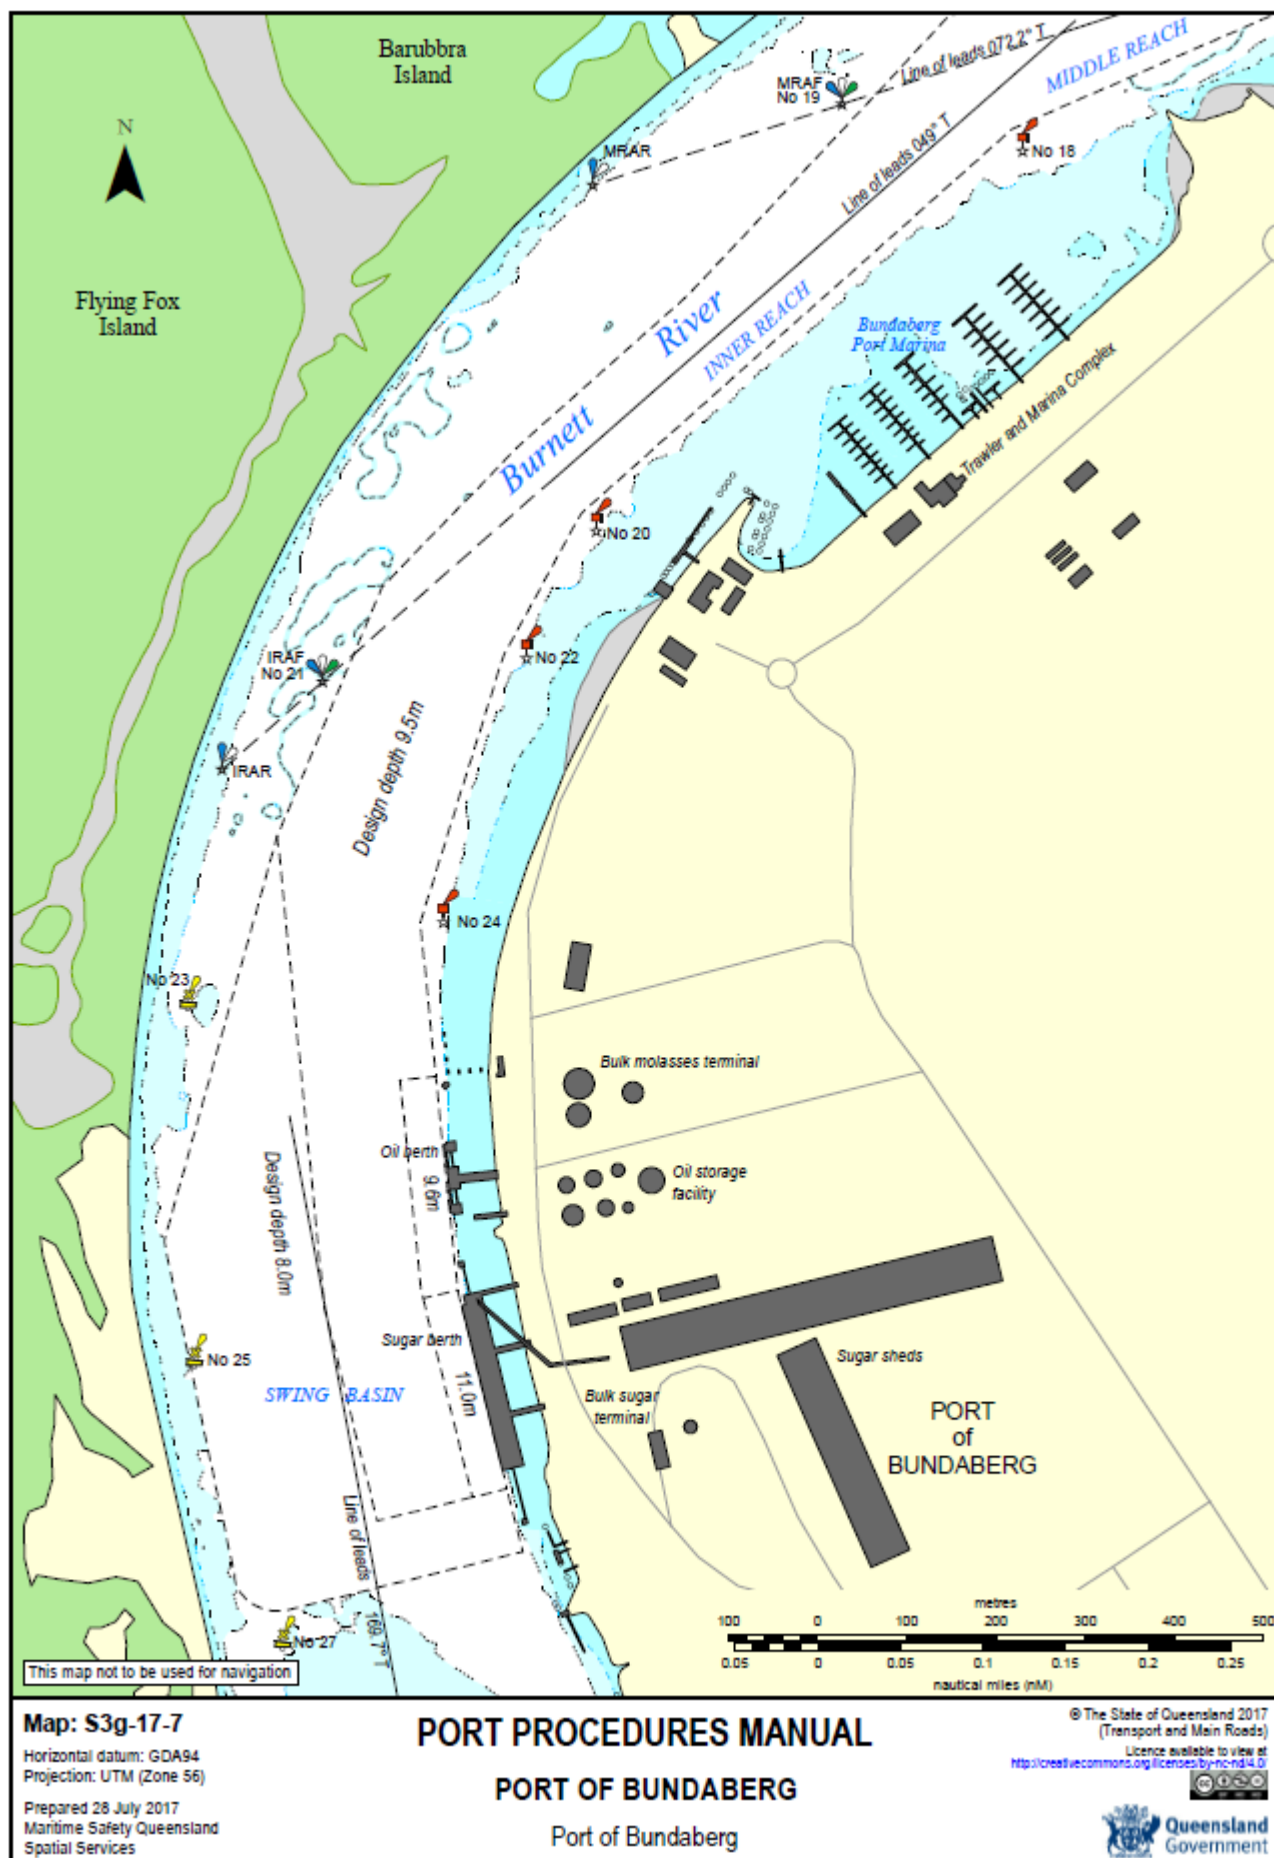 Barubbra
Island
MRAF
No 19
Line of leads 072.2° T
MIDDLE REACH
N
MRAR
No 18
Line of leads 049° T
Flying Fox
Island
River
INNER REACH
Bundaberg
Port Marina
Burnett
Trawler and Marina Complex
No 20
IRAF
No 21
No 22
IRAR
Design depth 9.5m
No 24
No 23
Bulk molasses terminal
Oil berth
9.6m
Oil storage
facility
Design depth 8.0m
Sugar berth
11.0m
Sugar sheds
No 25
SWING BASIN
Bulk sugar
terminal
PORT
of
BUNDABERG
Line of leads 169.7° T
No 27
metres
100 0 100 200 300 400 500
0.05 0 0.05 0.1 0.15 0.2 0.25
nautical miles (nM)
This map not to be used for navigation
Map: S3g-17-7
Horizontal datum: GDA94
Projection: UTM (Zone 56)
Prepared 28 July 2017
Maritime Safety Queensland
Spatial Services
PORT PROCEDURES MANUAL
PORT OF BUNDABERG
Port of Bundaberg
© The State of Queensland 2017
(Transport and Main Roads)
Licence available to view at
http://creativecommons.org/licenses/by-nc-nd/4.0/
Queensland
Government